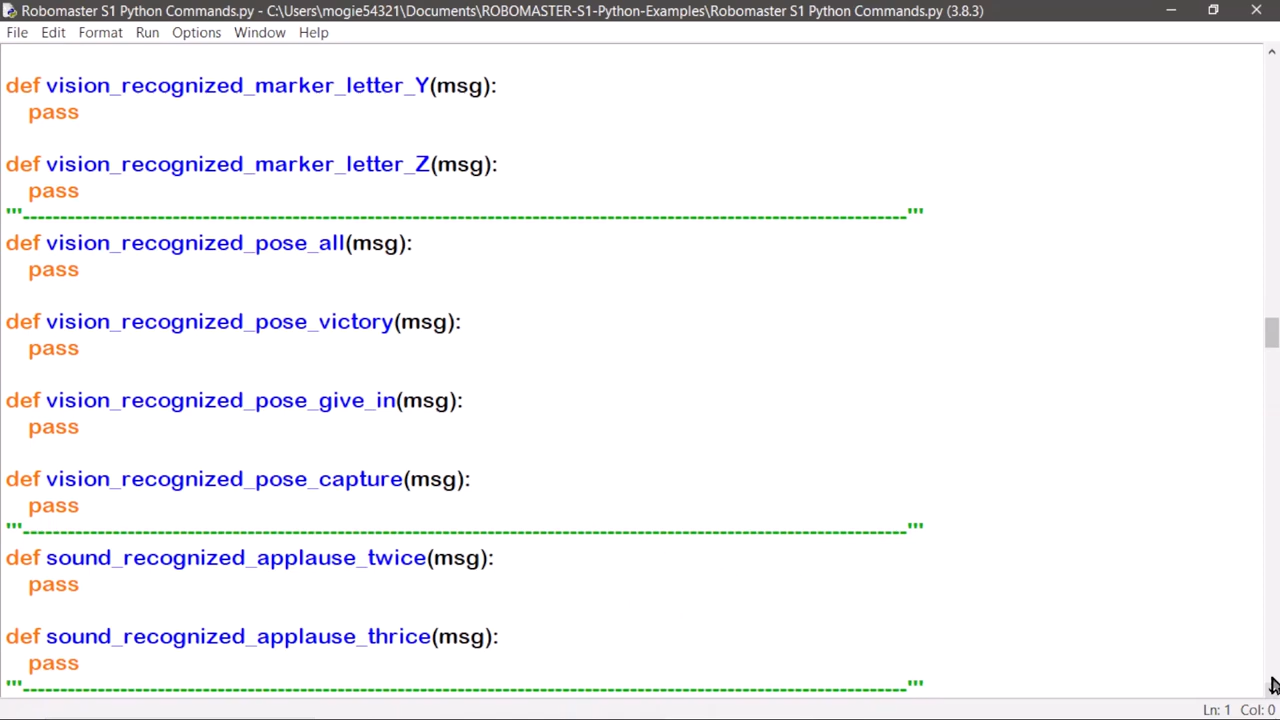 Robomaster S1 Python Commands.py - C:\Users\mogie54321\Documents\ROBOMASTER-S1-Python-Examples\Robomaster S1 Python Commands.py (3.8.3)
File Edit Format Run Options Window Help
def vision_recognized_marker_letter_Y(msg):
    pass
def vision_recognized_marker_letter_Z(msg):
    pass
'''----------------------------------------------------------------------------------------------------------------------'''
def vision_recognized_pose_all(msg):
    pass
def vision_recognized_pose_victory(msg):
    pass
def vision_recognized_pose_give_in(msg):
    pass
def vision_recognized_pose_capture(msg):
    pass
'''----------------------------------------------------------------------------------------------------------------------'''
def sound_recognized_applause_twice(msg):
    pass
def sound_recognized_applause_thrice(msg):
    pass
'''----------------------------------------------------------------------------------------------------------------------'''
Ln: 1 Col: 0